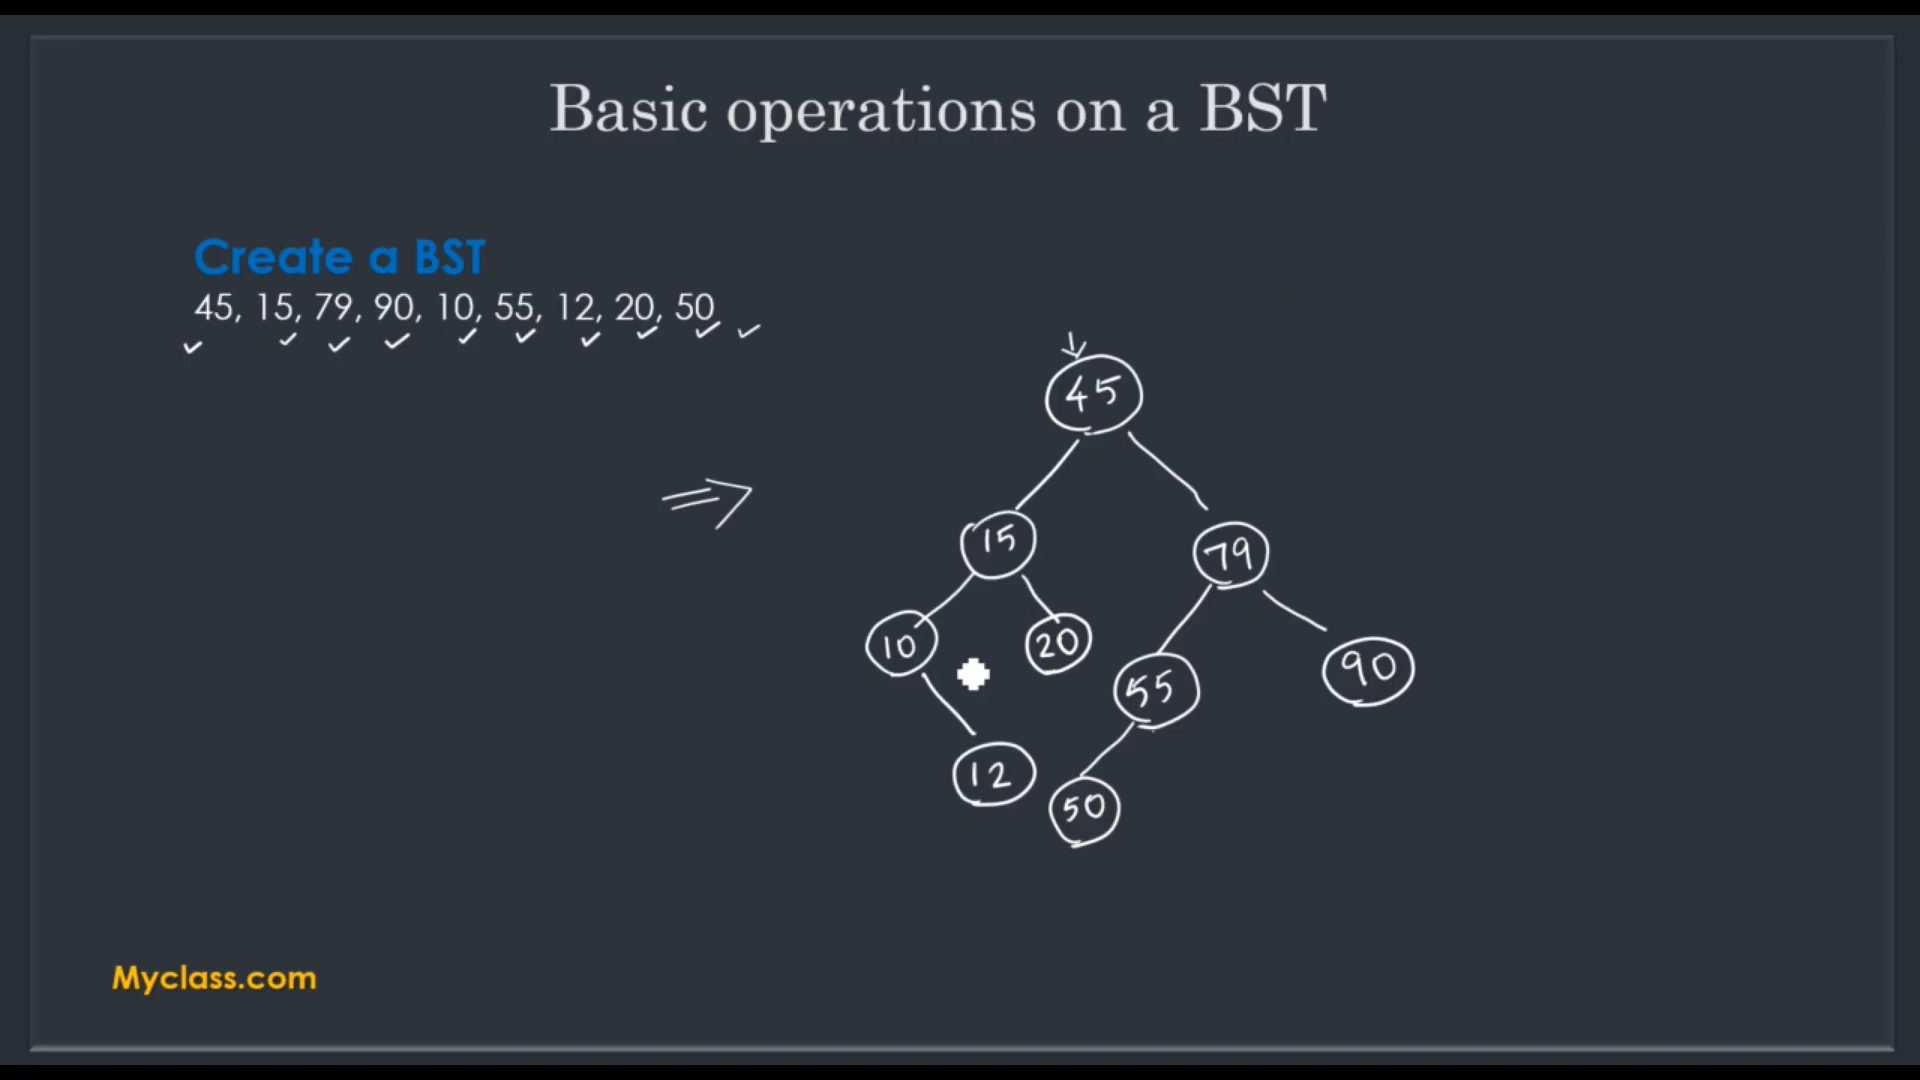 Basic operations on a BST
Create a BST
45, 15, 79, 90, 10, 55, 12, 20, 50
45
15
79
10
20
55
90
12
50
Myclass.com